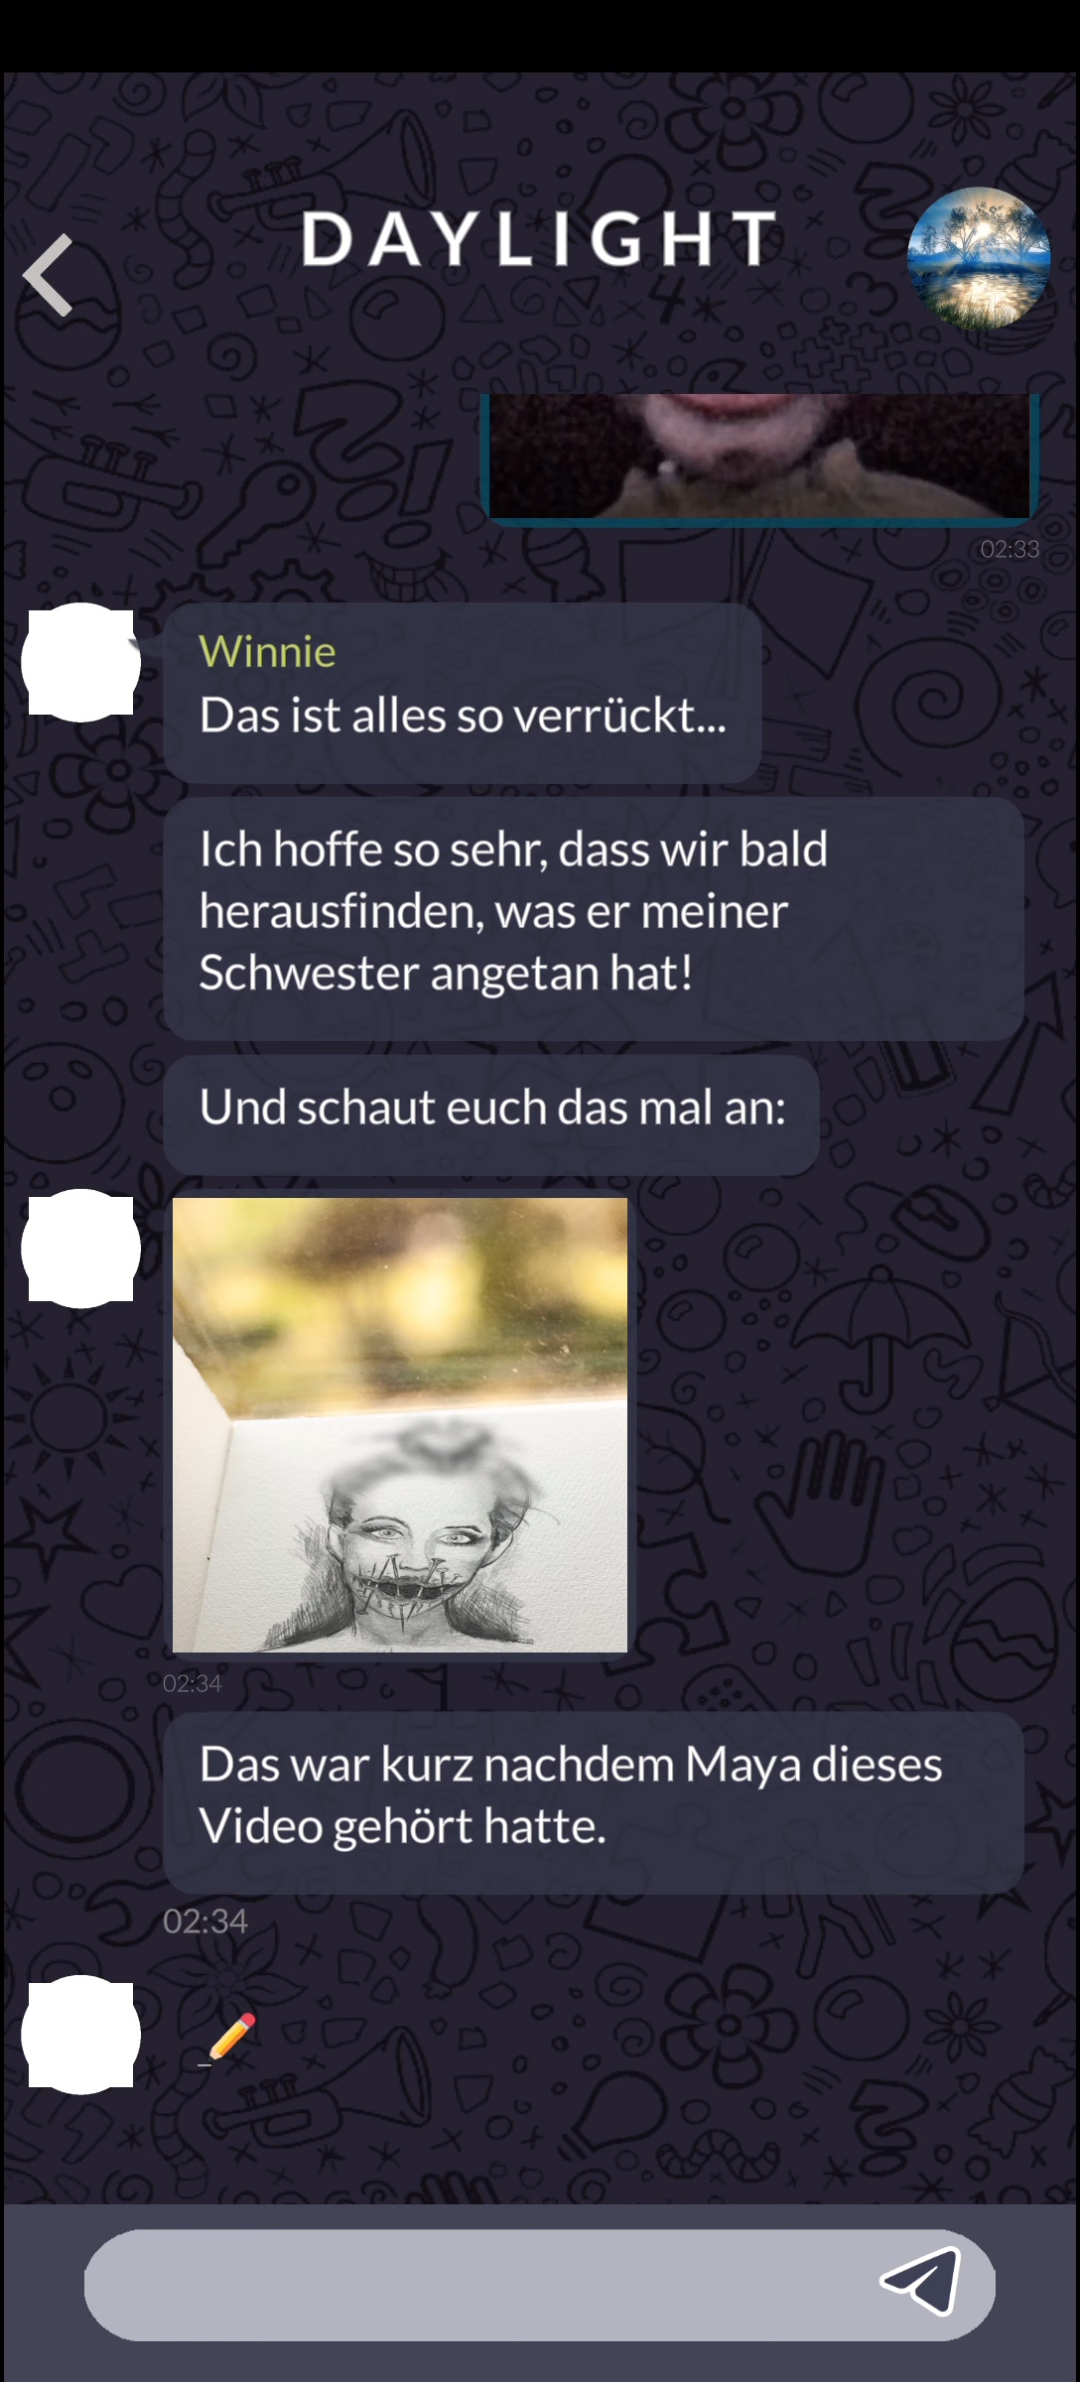 DAYLIGHT
02:33
Winnie
Das ist alles so verrückt...
Ich hoffe so sehr, dass wir bald
herausfinden, was er meiner
Schwester angetan hat!
Und schaut euch das mal an:
02:34
Das war kurz nachdem Maya dieses
Video gehört hatte.
02:34